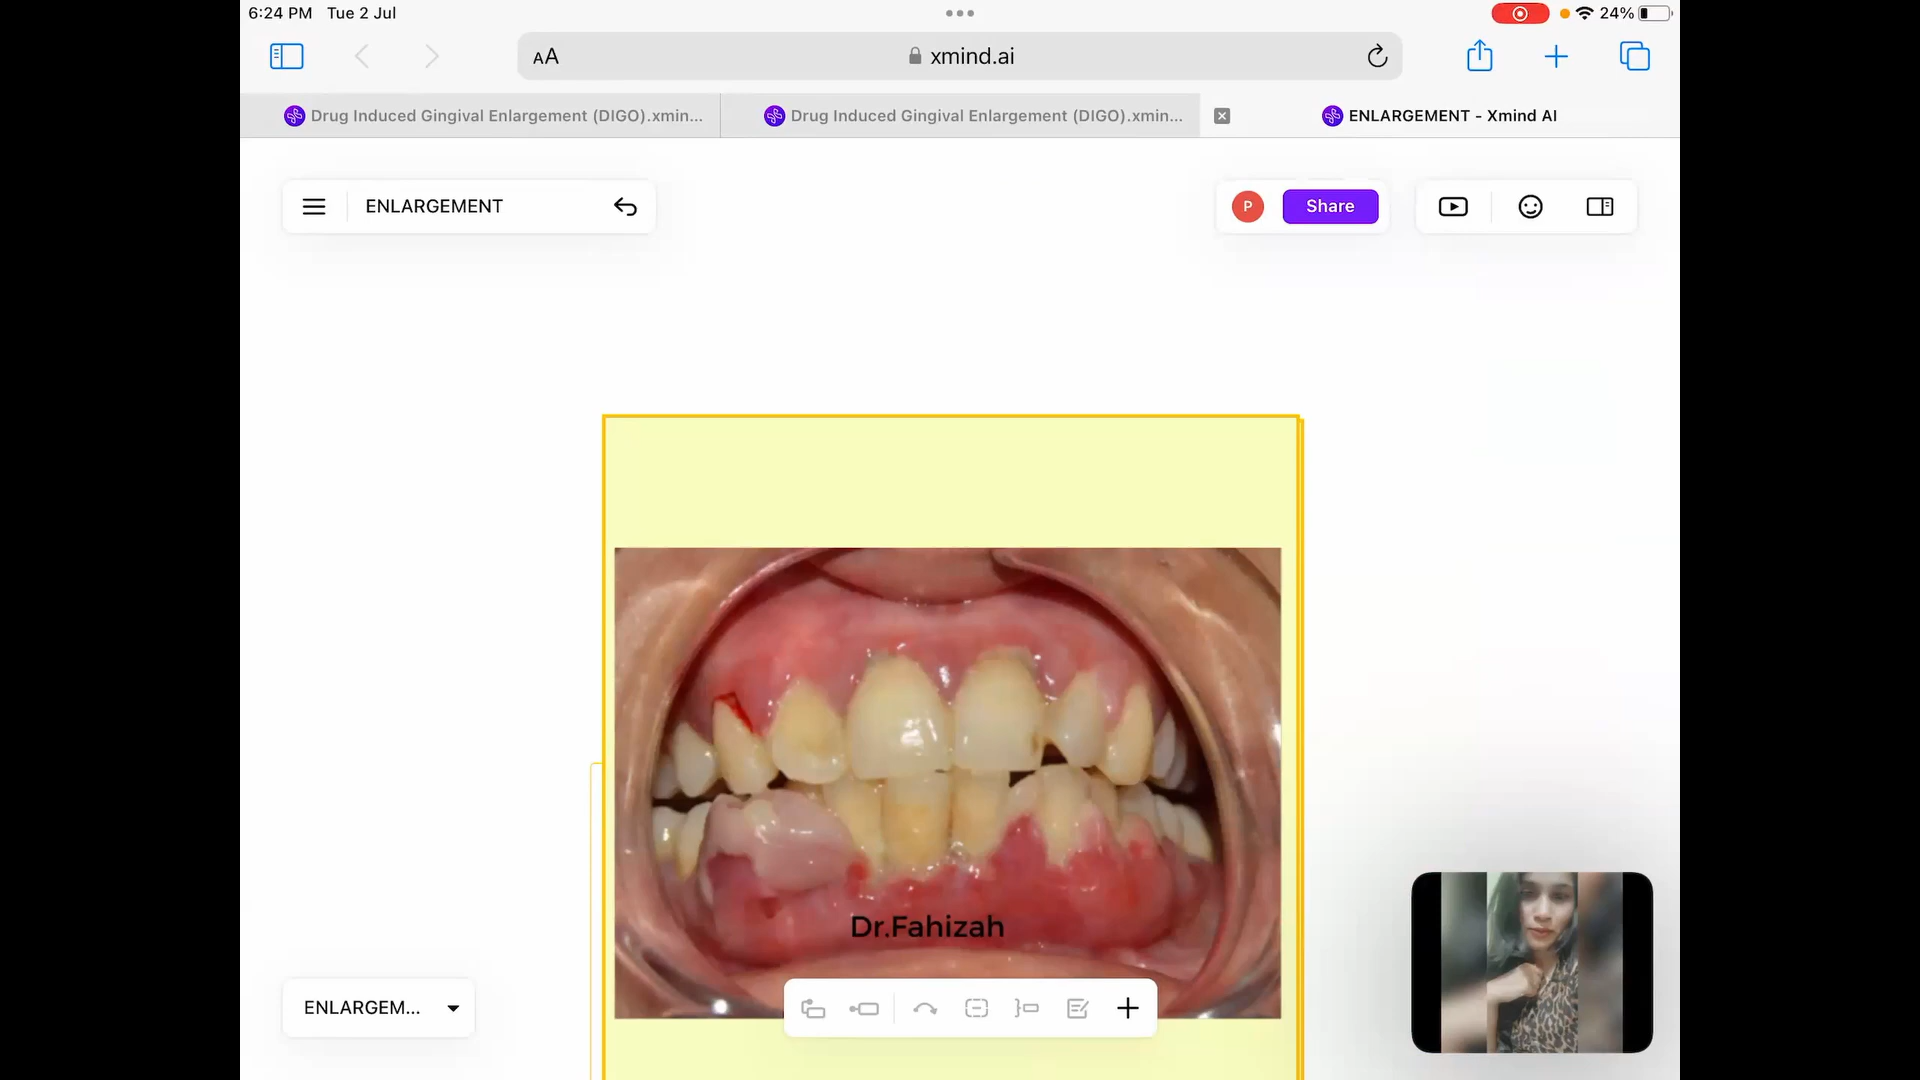 6:24 PM Tue 2 Jul
24%
AA
xmind.ai
Drug Induced Gingival Enlargement (DIGO).xmin...
Drug Induced Gingival Enlargement (DIGO).xmin...
ENLARGEMENT - Xmind AI
ENLARGEMENT
P
Share
Dr.Fahizah
ENLARGEM...